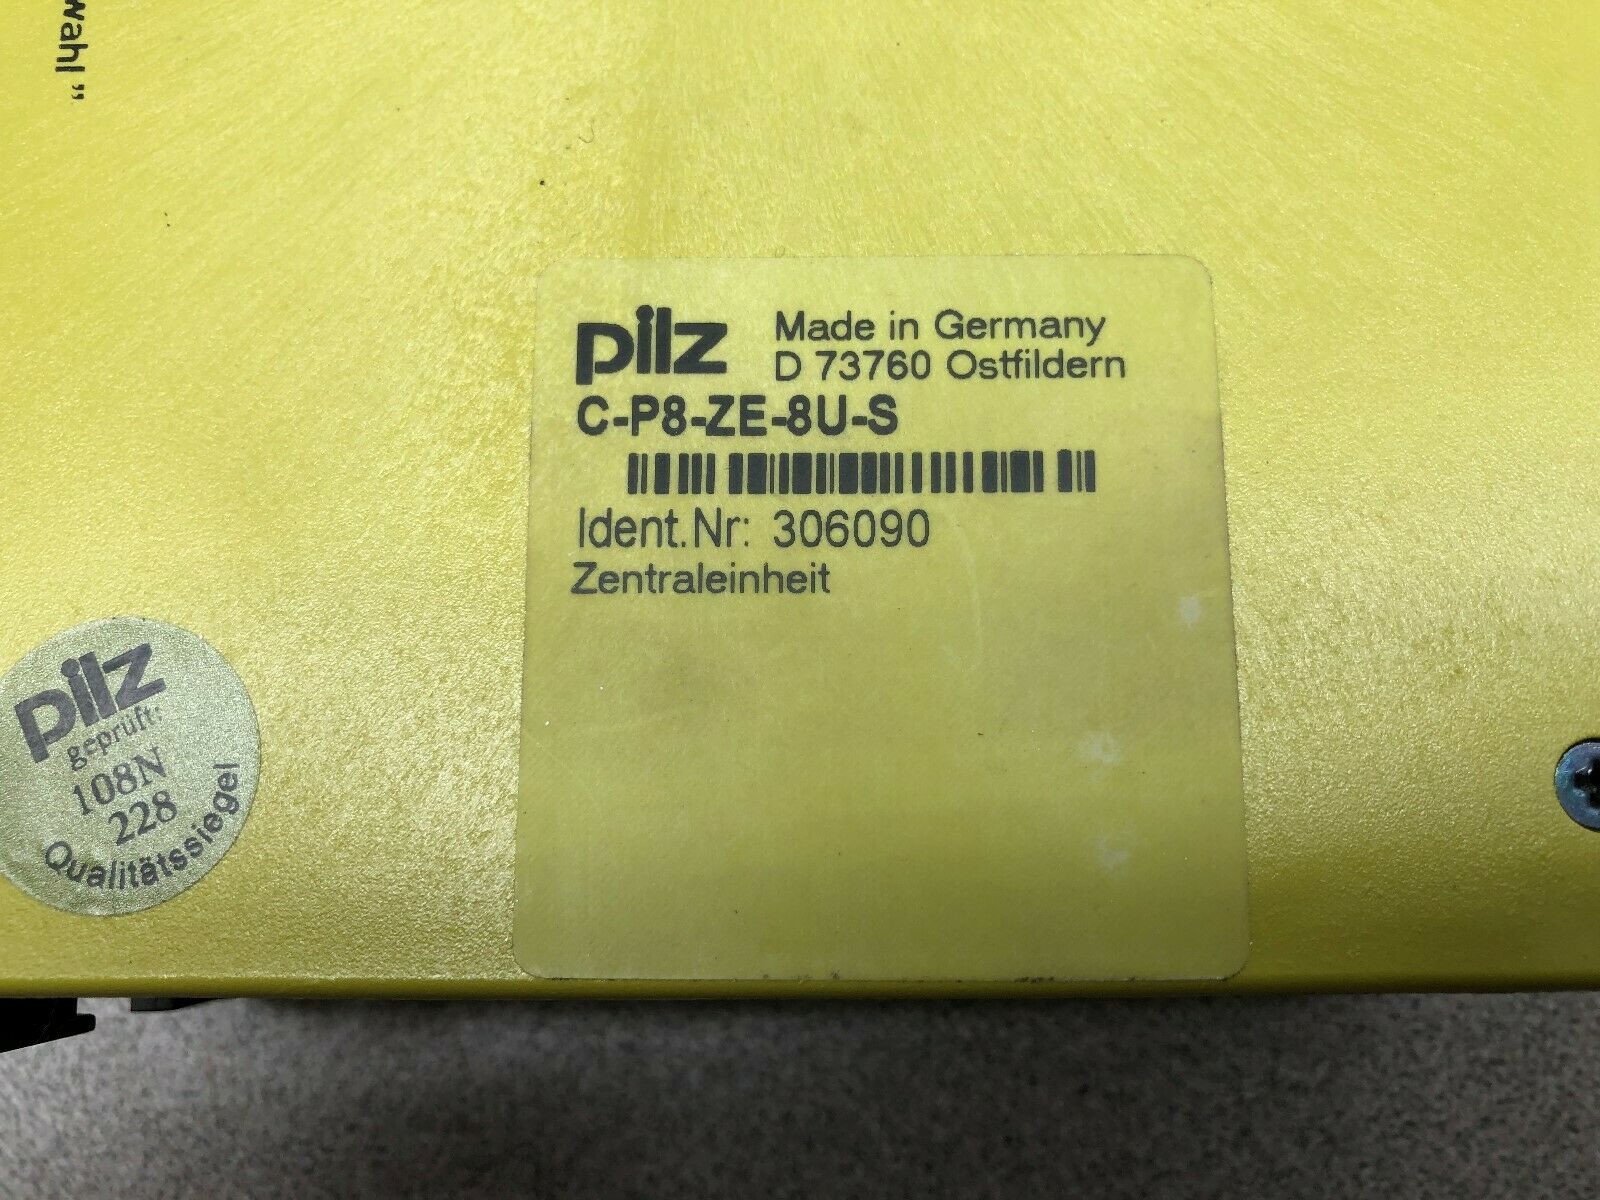 wahl"
pilz
Made in Germany
D 73760 Ostfildern
C-P8-ZE-8U-S
Ident.Nr: 306090
Zentraleinheit
pilz
geprüft:
108N
228
Qualitätssiegel